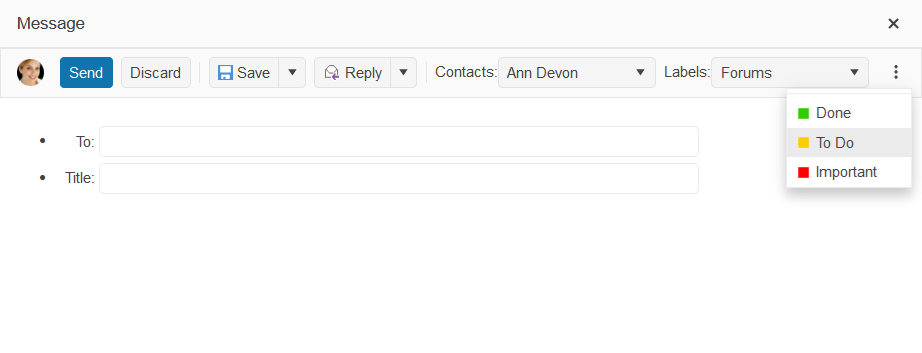 Message
Send Discard Save Reply Contacts: Ann Devon Labels: Forums
Done
To Do
Important
To:
Title: